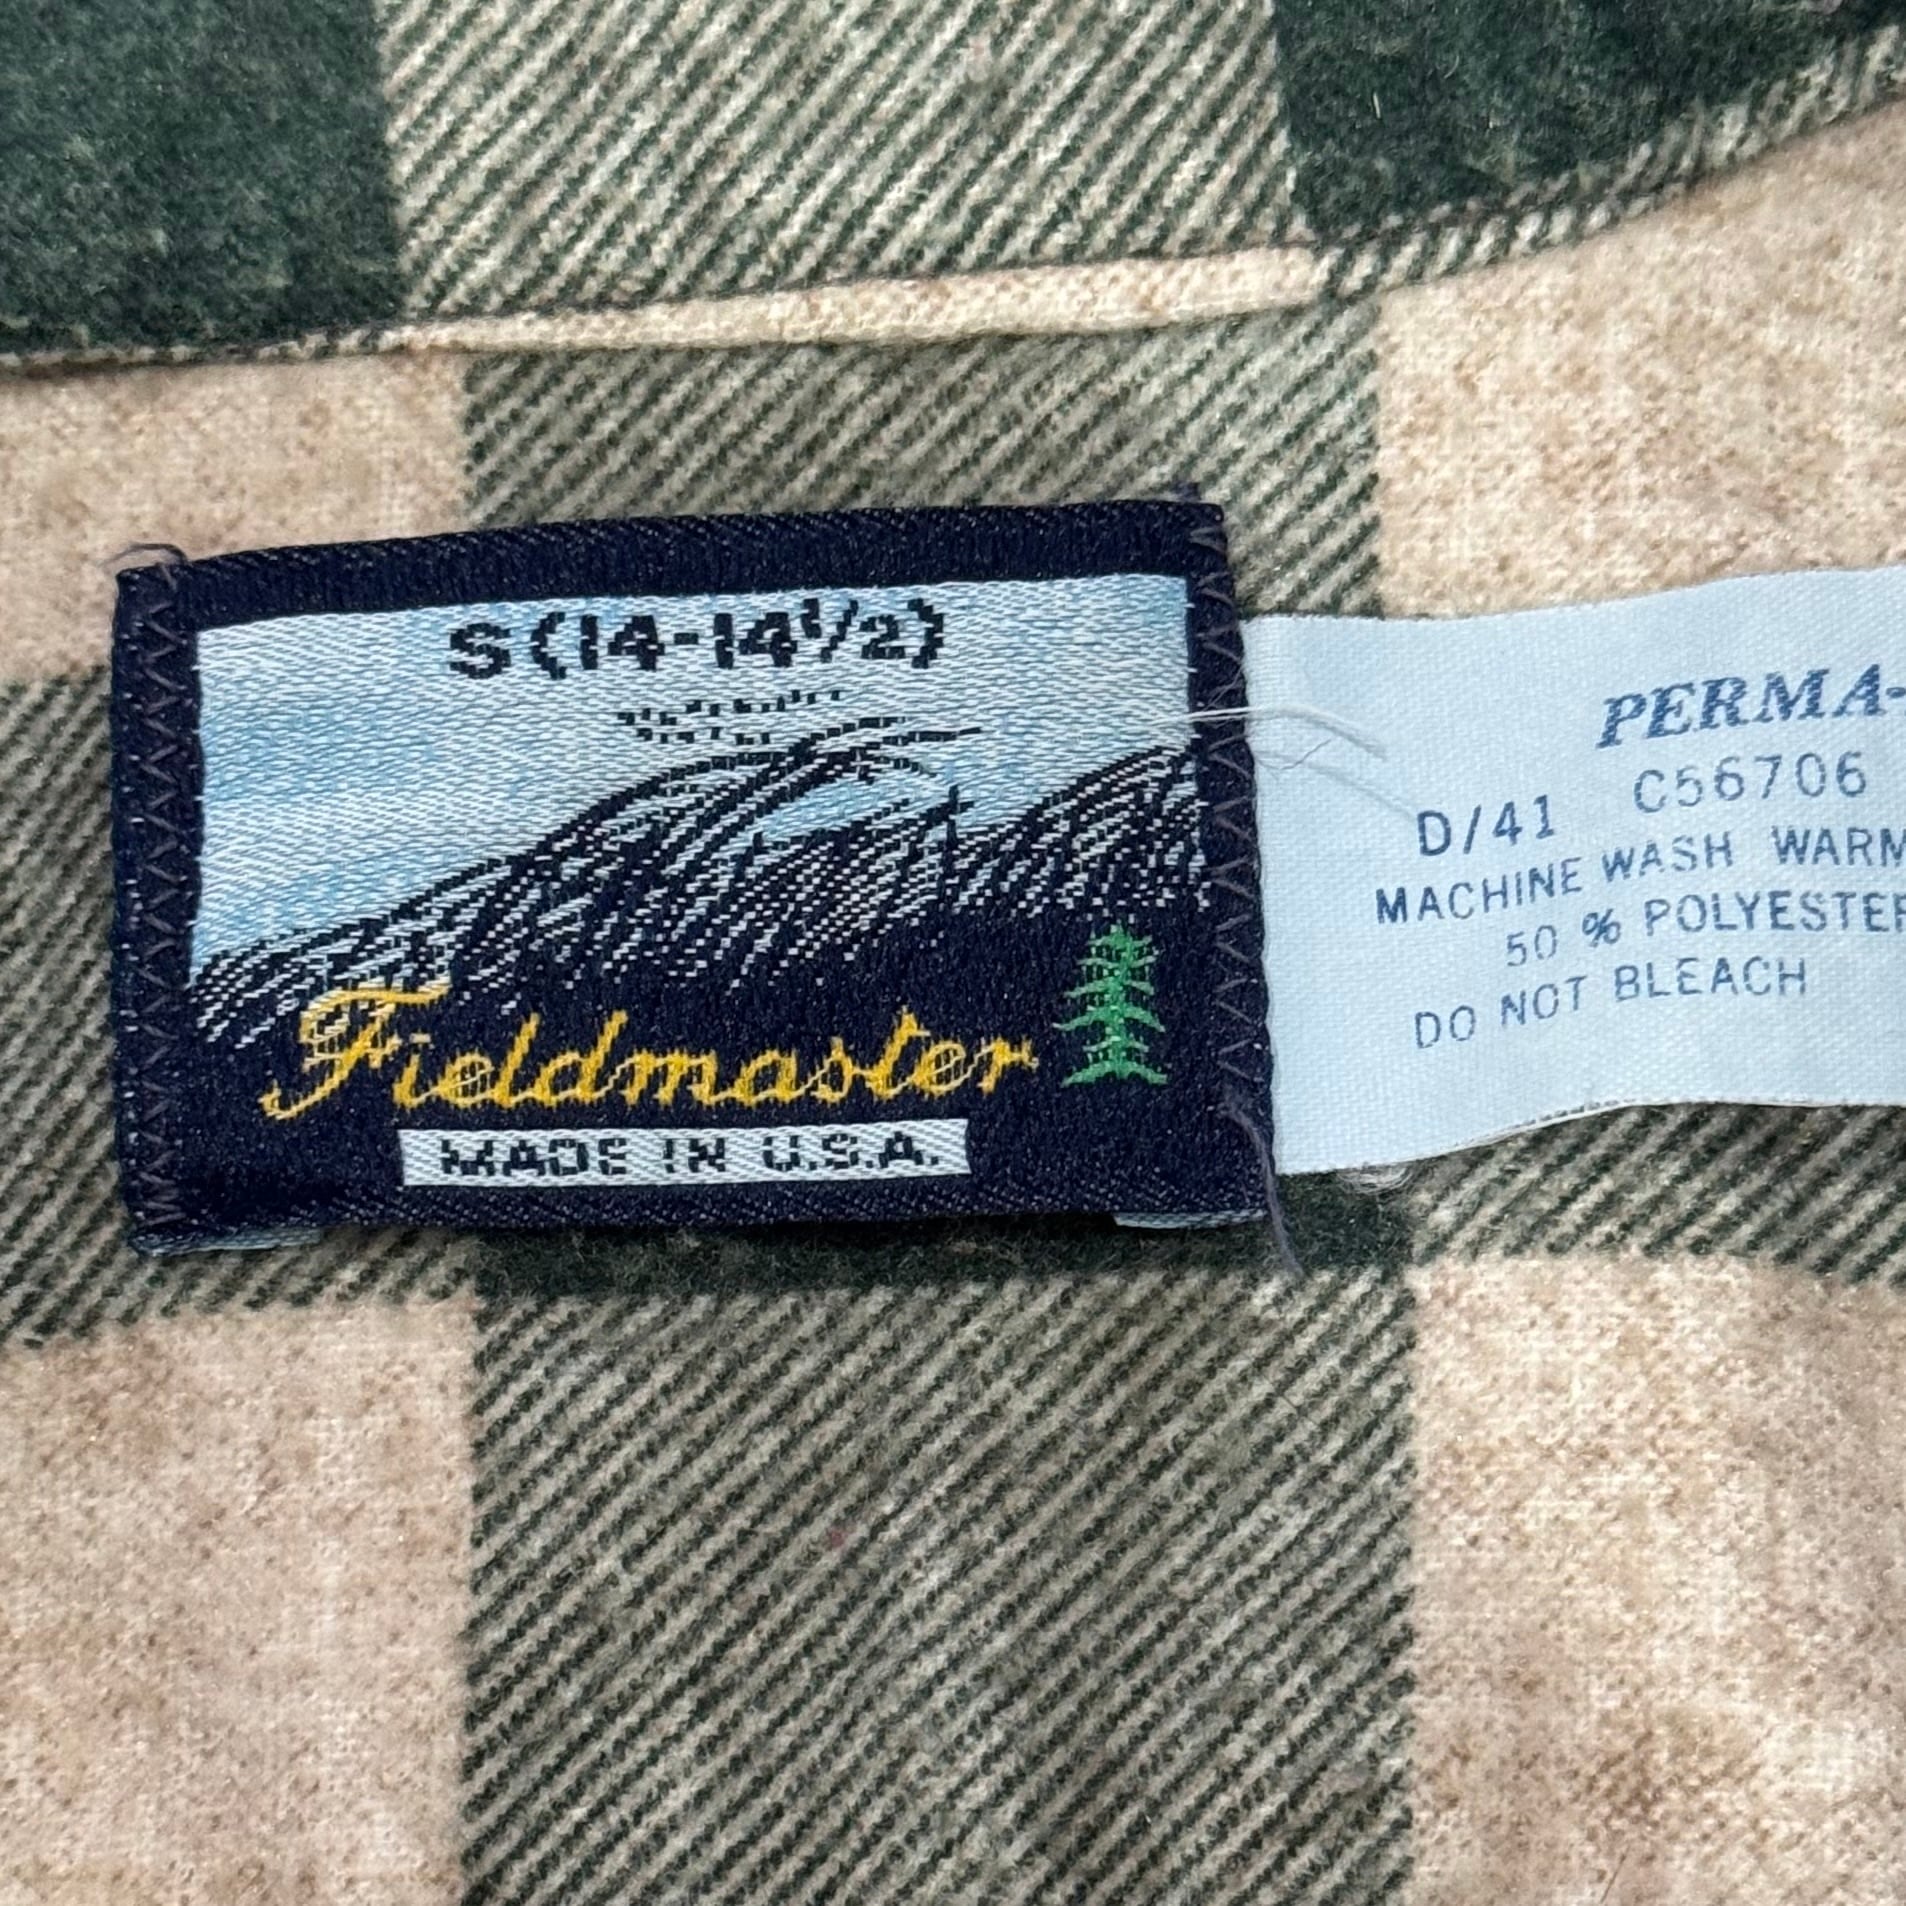 S(14-14½)
Fieldmaster
MADE IN U.S.A.
PERMA-
D/41 C56706
MACHINE WASH WARM
50 % POLYESTER
DO NOT BLEACH